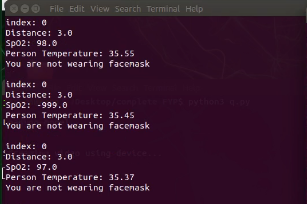 File Edit View Search Terminal Help
index: 0
Distance: 3.0
SpO2: 98.0
Person Temperature: 35.55
You are not wearing facemask
index: 0
Distance: 3.0
SpO2: -999.0
Person Temperature: 35.45
You are not wearing facemask
index: 0
Distance: 3.0
SpO2: 97.0
Person Temperature: 35.37
You are not wearing facemask